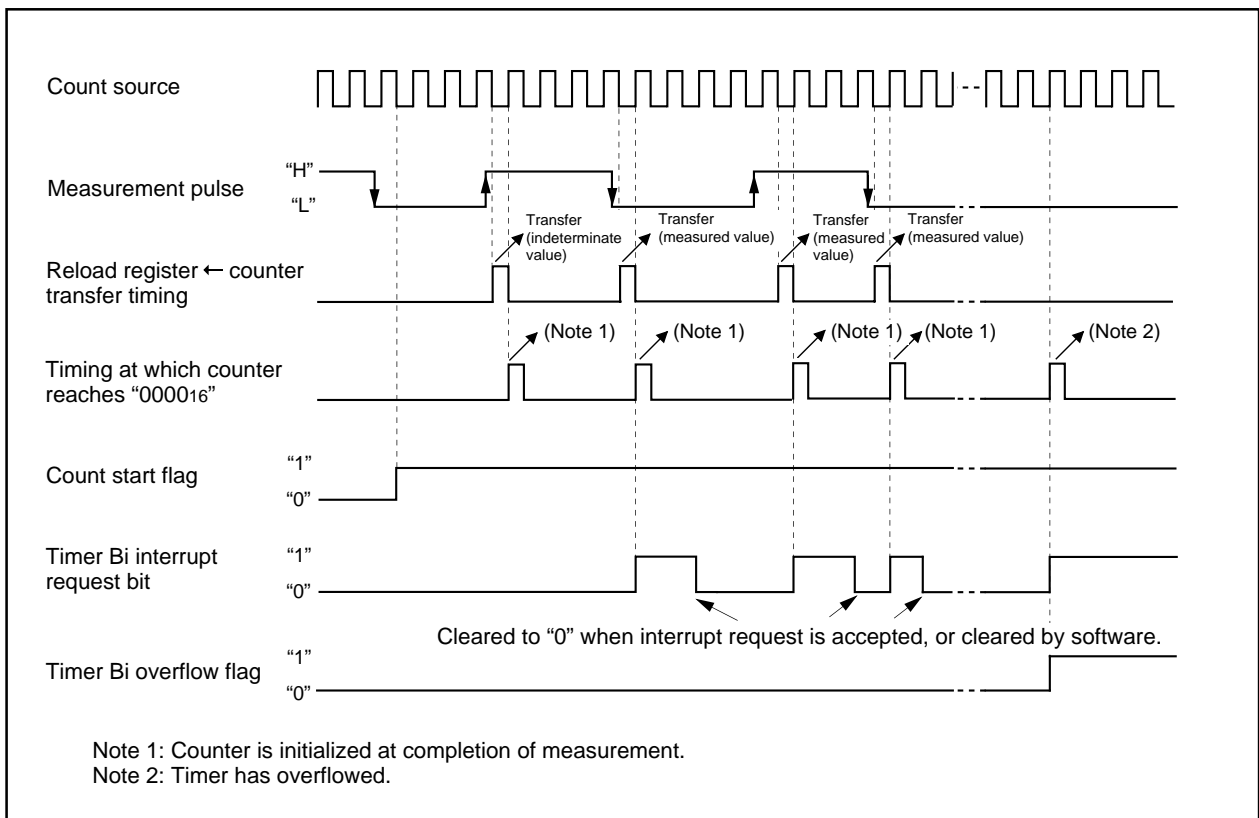 Count source
“H”
Measurement pulse
“L”
Transfer
(indeterminate
value)
Transfer
(measured value)
Transfer
(measured
value)
Transfer
(measured value)
Reload register ← counter
transfer timing
(Note 1)
(Note 1)
(Note 1)
(Note 1)
(Note 2)
Timing at which counter
reaches “000016”
“1”
Count start flag
“0”
Timer Bi interrupt
request bit
“1”
“0”
Cleared to “0” when interrupt request is accepted, or cleared by software.
“1”
Timer Bi overflow flag
“0”
Note 1: Counter is initialized at completion of measurement.
Note 2: Timer has overflowed.